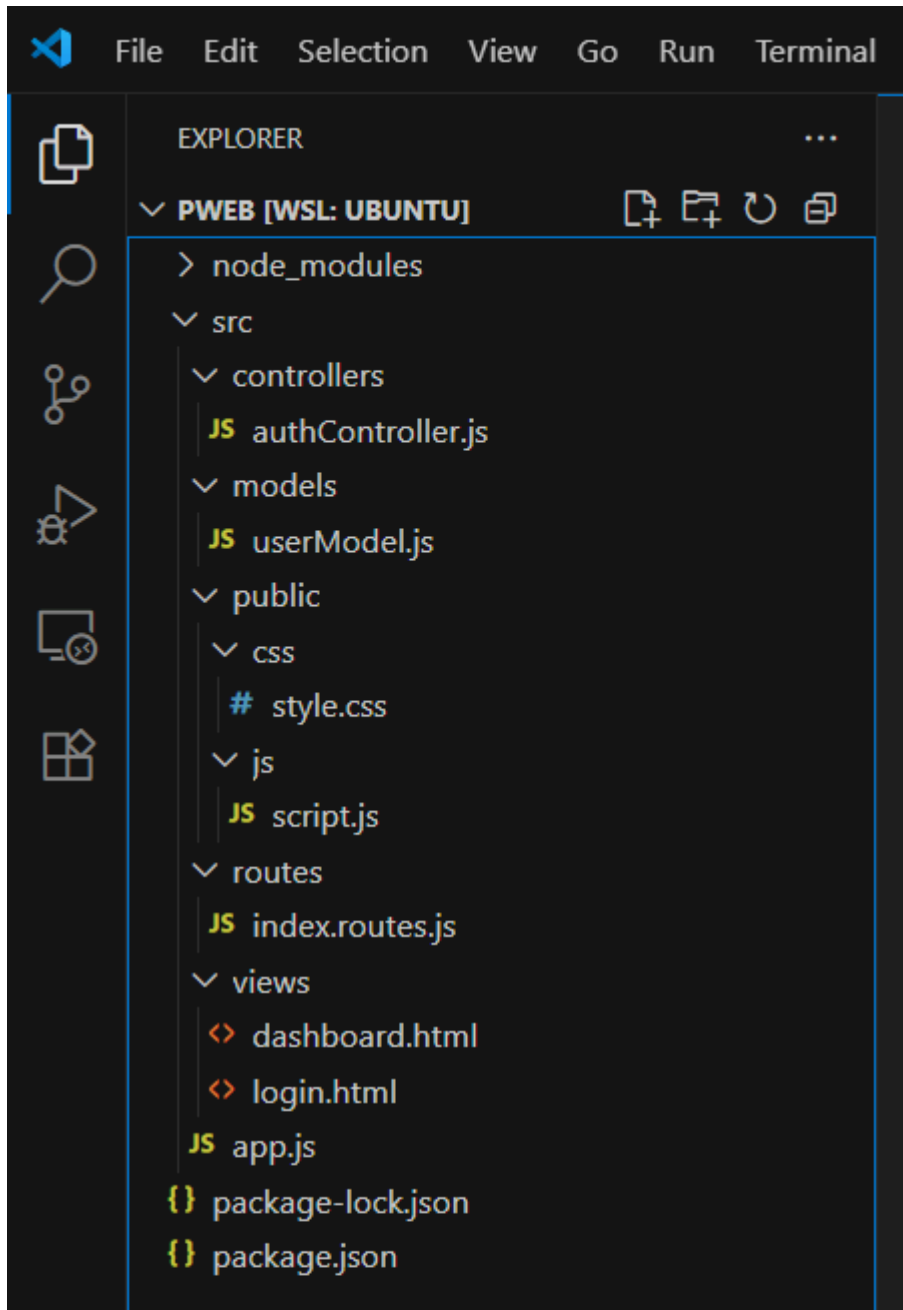 File Edit Selection View Go Run Terminal
EXPLORER
PWEB [WSL: UBUNTU]
node_modules
src
controllers
JS authController.js
models
JS userModel.js
public
css
# style.css
js
JS script.js
routes
JS index.routes.js
views
<> dashboard.html
<> login.html
JS app.js
{} package-lock.json
{} package.json